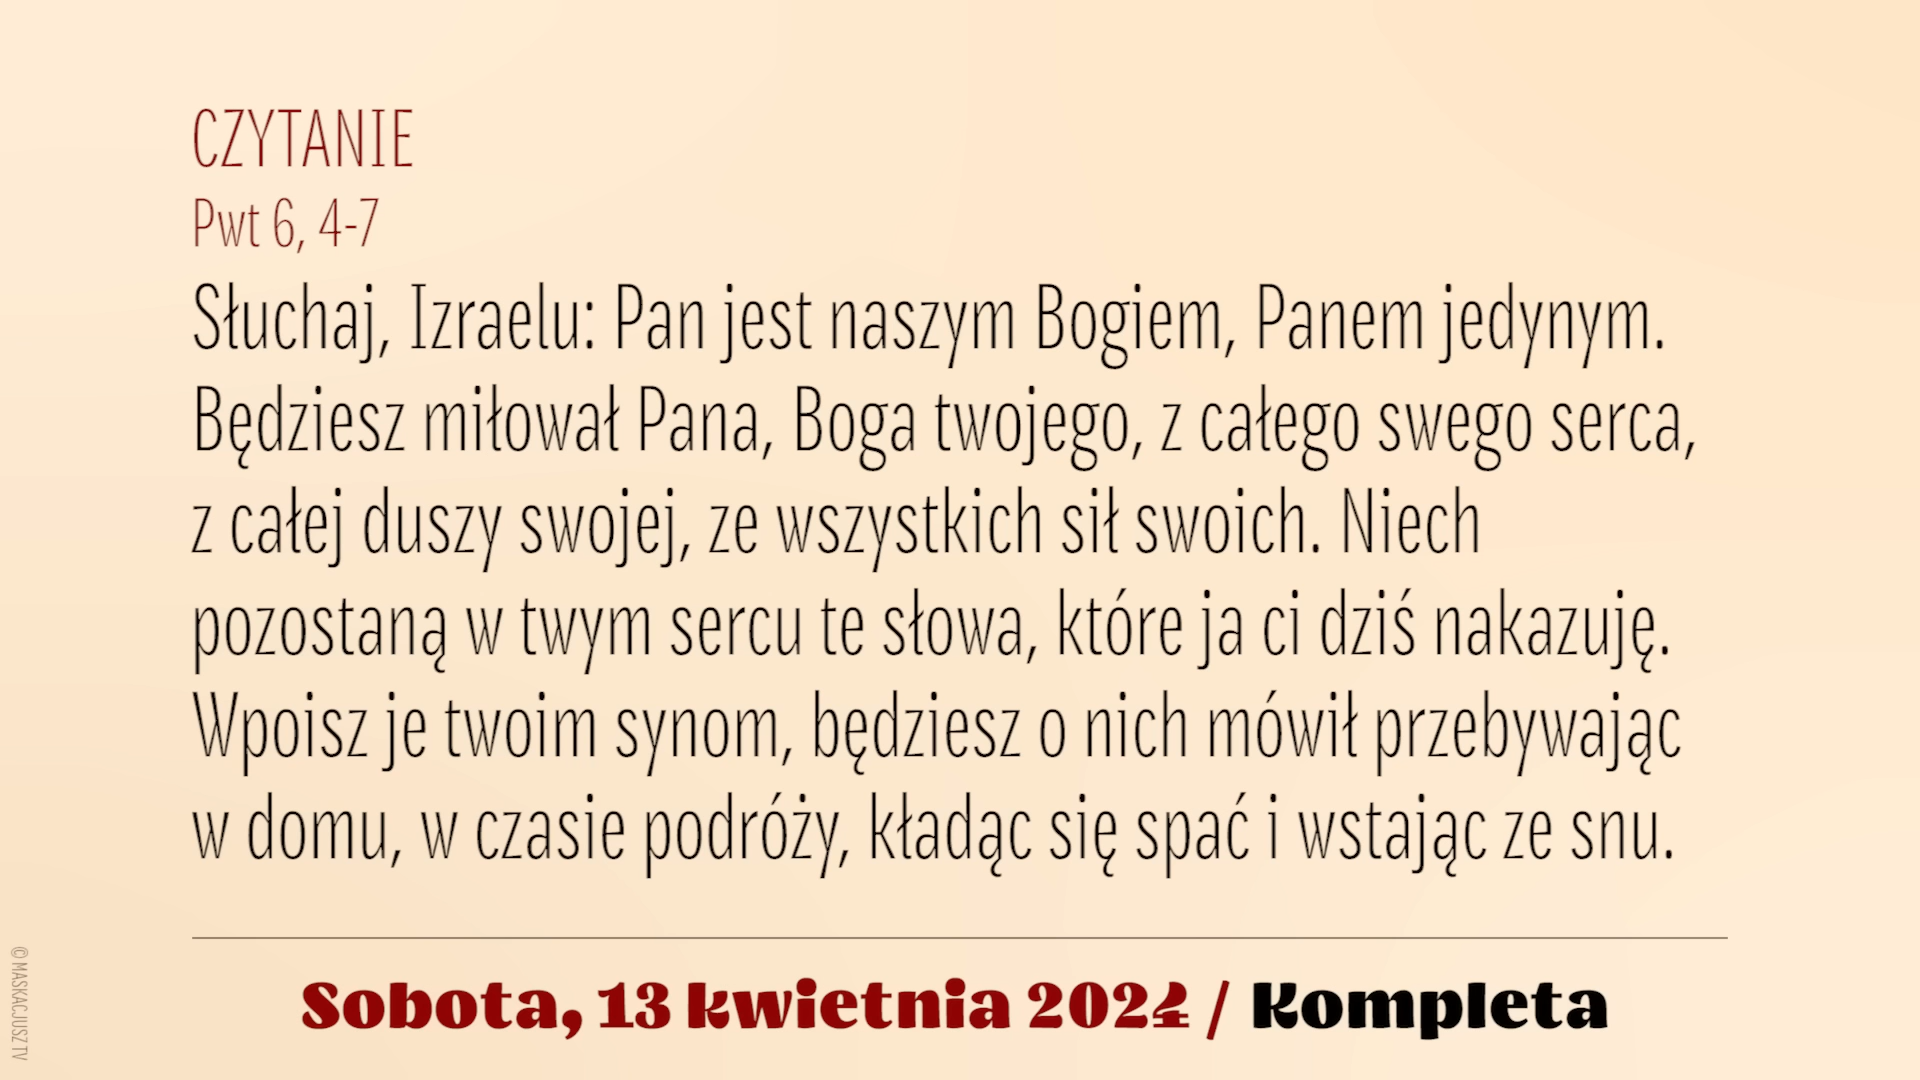 CZYTANIE
Pwt 6, 4-7
Słuchaj, Izraelu: Pan jest naszym Bogiem, Panem jedynym.
Będziesz miłował Pana, Boga twojego, z całego swego serca,
z całej duszy swojej, ze wszystkich sił swoich. Niech
pozostaną w twym sercu te słowa, które ja ci dziś nakazuję.
Wpoisz je twoim synom, będziesz o nich mówił przebywając
w domu, w czasie podróży, kładąc się spać i wstając ze snu.
Sobota, 13 kwietnia 2024 / Kompleta
© MASKACJUSZ TV